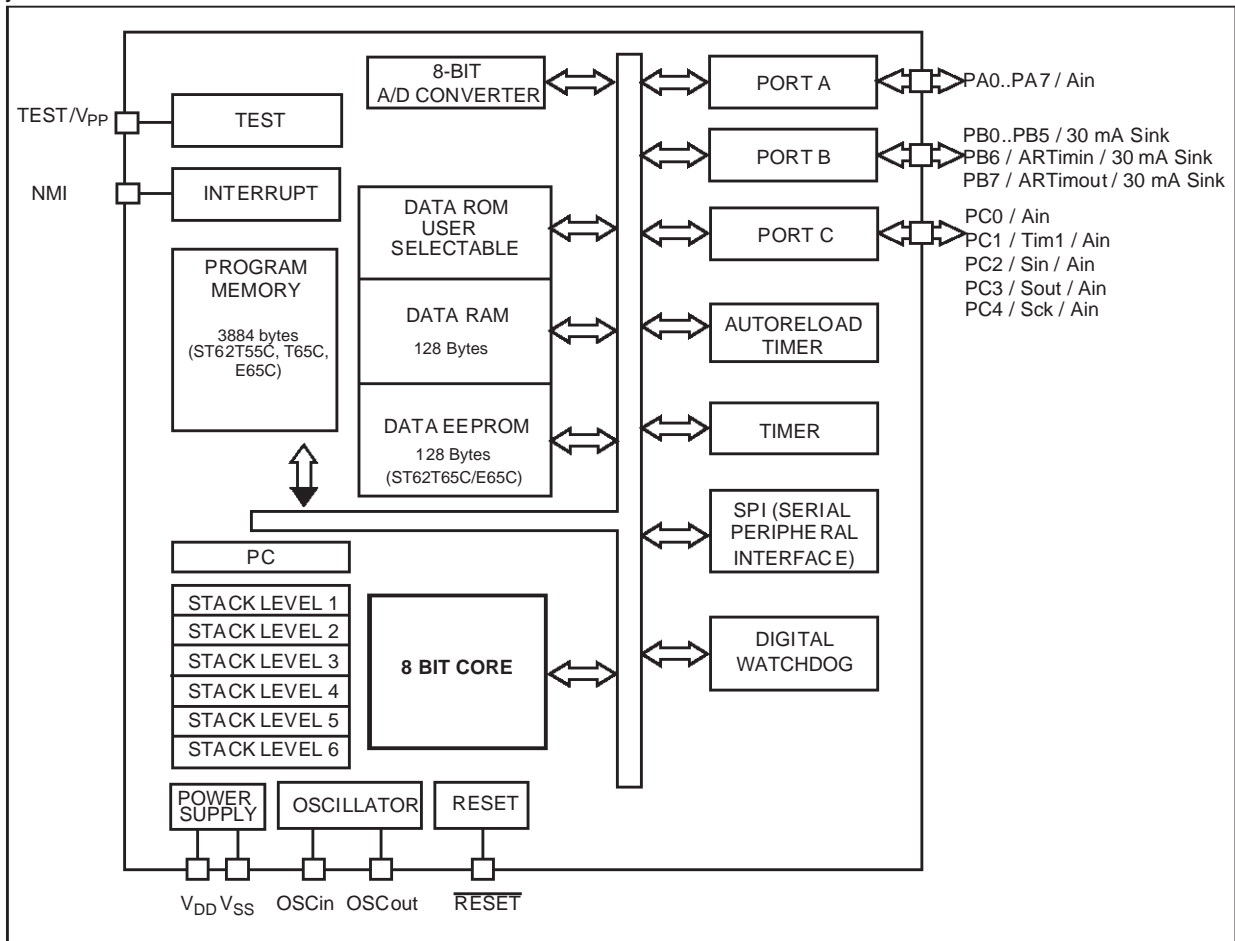 8-BIT
A/D CONVERTER
PORT A
PA0..PA7 / Ain
TEST/VPP
TEST
PORT B
PB0..PB5 / 30 mA Sink
PB6 / ARTimin / 30 mA Sink
PB7 / ARTimout / 30 mA Sink
NMI
INTERRUPT
DATA ROM
USER
SELECTABLE
PORT C
PC0 / Ain
PC1 / Tim1 / Ain
PC2 / Sin / Ain
PC3 / Sout / Ain
PC4 / Sck / Ain
PROGRAM
MEMORY
3884 bytes
(ST62T55C, T65C,
E65C)
DATA RAM
128 Bytes
AUTORELOAD
TIMER
DATA EEPROM
128 Bytes
(ST62T65C/E65C)
TIMER
SPI (SERIAL
PERIPHERAL
INTERFACE)
PC
STACK LEVEL 1
STACK LEVEL 2
STACK LEVEL 3
STACK LEVEL 4
STACK LEVEL 5
STACK LEVEL 6
8 BIT CORE
DIGITAL
WATCHDOG
POWER
SUPPLY
OSCILLATOR
RESET
VDD VSS OSCin OSCout RESET